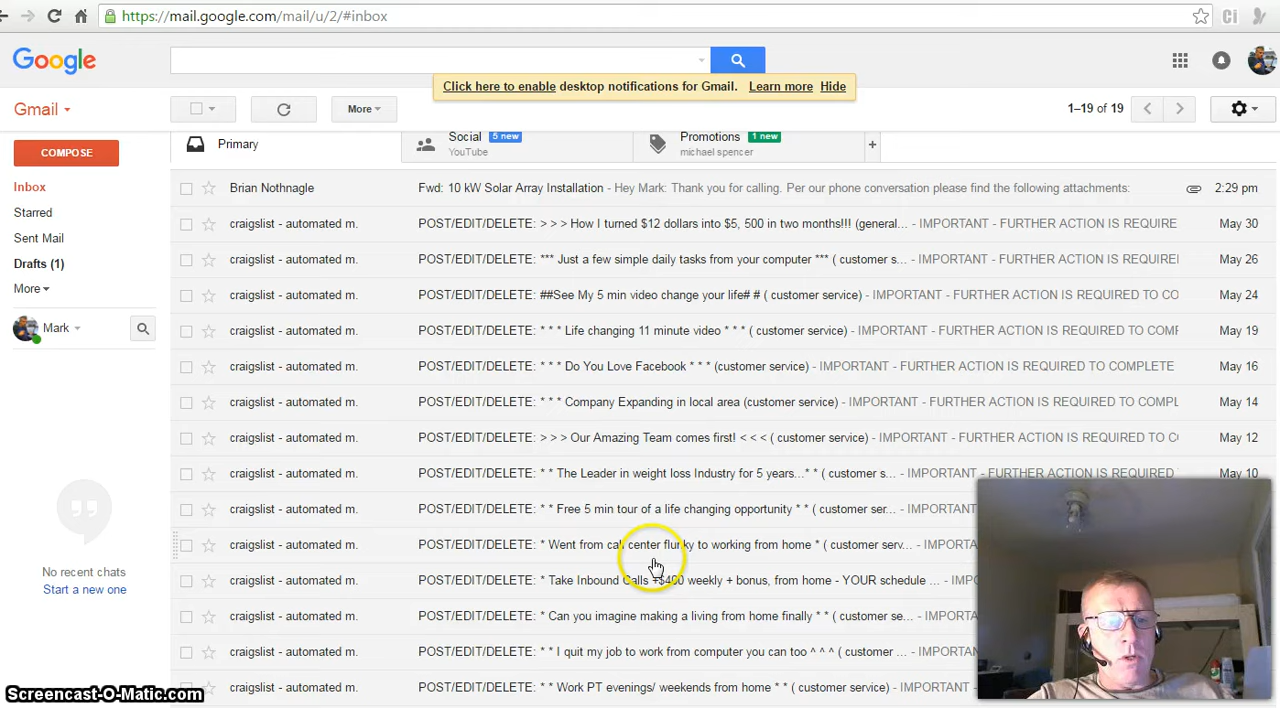 https://mail.google.com/mail/u/2/#inbox
Google
Click here to enable desktop notifications for Gmail. Learn more Hide
Gmail
More
1–19 of 19
COMPOSE
Primary
Social 5 new
YouTube
Promotions 1 new
michael spencer
Inbox
Starred
Sent Mail
Drafts (1)
More
Mark
No recent chats
Start a new one
Brian Nothnagle Fwd: 10 kW Solar Array Installation - Hey Mark: Thank you for calling. Per our phone conversation please find the following attachments: 2:29 pm
craigslist - automated m. POST/EDIT/DELETE: > > > How I turned $12 dollars into $5, 500 in two months!!! (general... - IMPORTANT - FURTHER ACTION IS REQUIRE May 30
craigslist - automated m. POST/EDIT/DELETE: *** Just a few simple daily tasks from your computer *** ( customer s... - IMPORTANT - FURTHER ACTION IS REQUIRE May 26
craigslist - automated m. POST/EDIT/DELETE: ##See My 5 min video change your life# # ( customer service) - IMPORTANT - FURTHER ACTION IS REQUIRED TO CO May 24
craigslist - automated m. POST/EDIT/DELETE: * * * Life changing 11 minute video * * * ( customer service) - IMPORTANT - FURTHER ACTION IS REQUIRED TO COMP May 19
craigslist - automated m. POST/EDIT/DELETE: * * * Do You Love Facebook * * * (customer service) - IMPORTANT - FURTHER ACTION IS REQUIRED TO COMPLETE May 16
craigslist - automated m. POST/EDIT/DELETE: * * * Company Expanding in local area (customer service) - IMPORTANT - FURTHER ACTION IS REQUIRED TO COMPL May 14
craigslist - automated m. POST/EDIT/DELETE: > > > Our Amazing Team comes first! < < < ( customer service) - IMPORTANT - FURTHER ACTION IS REQUIRED TO C May 12
craigslist - automated m. POST/EDIT/DELETE: * * The Leader in weight loss Industry for 5 years...* * ( customer s... - IMPORTANT - FURTHER ACTION IS REQUIRED May 10
craigslist - automated m. POST/EDIT/DELETE: * * Free 5 min tour of a life changing opportunity * * ( customer ser... - IMPORTANT
craigslist - automated m. POST/EDIT/DELETE: * Went from call center flunky to working from home * ( customer serv... - IMPORTANT
craigslist - automated m. POST/EDIT/DELETE: * Take Inbound Calls +$400 weekly + bonus, from home - YOUR schedule ... - IM
craigslist - automated m. POST/EDIT/DELETE: * Can you imagine making a living from home finally * * ( customer se... - IMPOR
craigslist - automated m. POST/EDIT/DELETE: * * I quit my job to work from computer you can too ^ ^ ^ ( customer ... - IMPOR
craigslist - automated m. POST/EDIT/DELETE: * * Work PT evenings/ weekends from home * * ( customer service) - IMPORTANT
Screencast-O-Matic.com